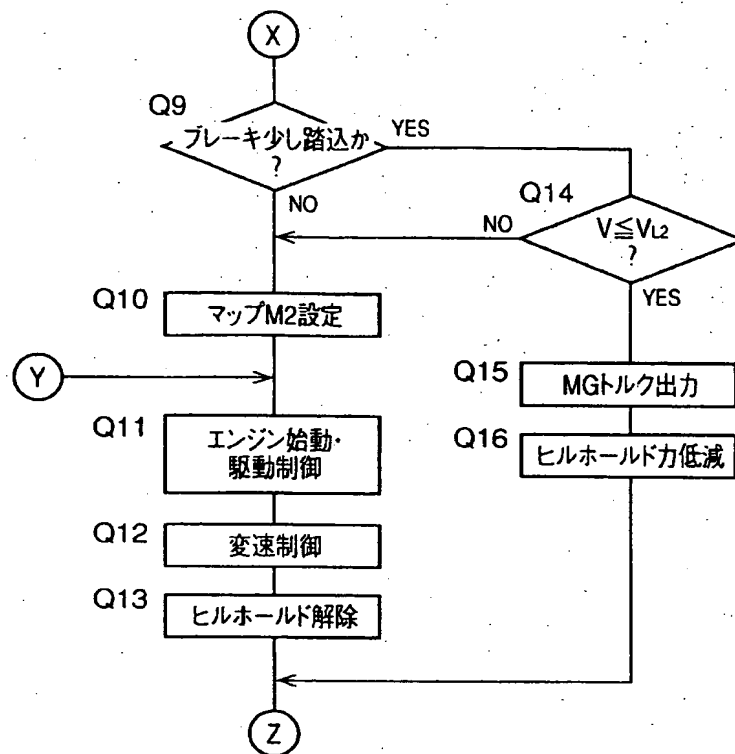 X
Q9
ブレーキ少し踏込か
?
YES
NO
Q14
V≦VL2
?
NO
YES
Q10
マップM2設定
Y
Q11
エンジン始動・
駆動制御
Q12
変速制御
Q13
ヒルホールド解除
Q15
MGトルク出力
Q16
ヒルホールド力低減
Z